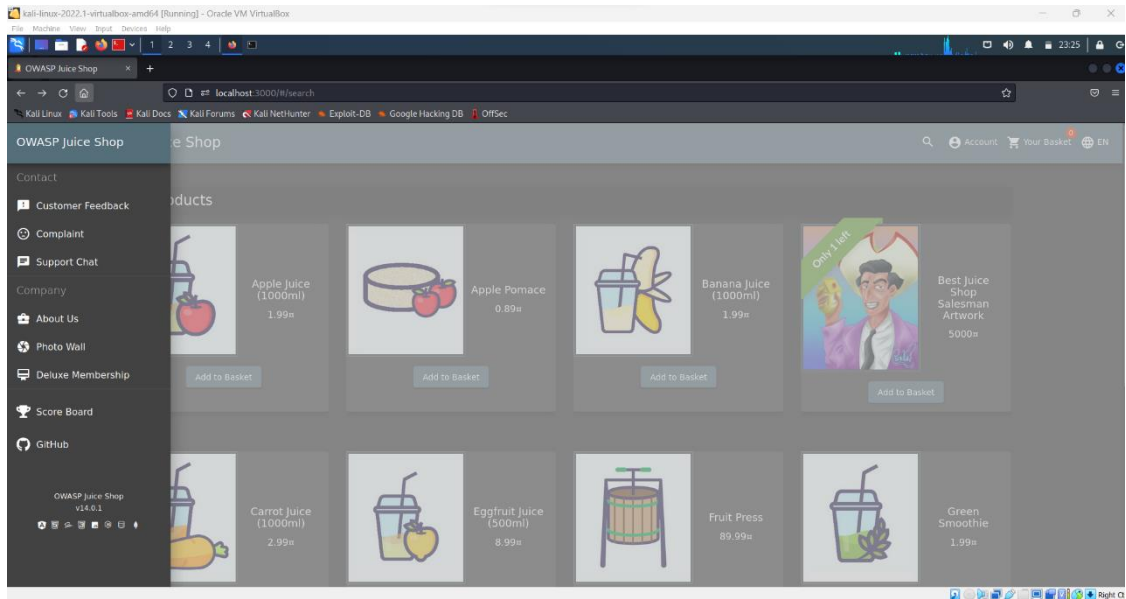 kali-linux-2022.1-virtualbox-amd64 [Running] - Oracle VM VirtualBox
File Machine View Input Devices Help
1 2 3 4
23:25
OWASP Juice Shop
localhost:3000/#/search
Kali Linux Kali Tools Kali Docs Kali Forums Kali NetHunter Exploit-DB Google Hacking DB OffSec
OWASP Juice Shop
e Shop
Account
Your Basket
0
EN
Contact
Customer Feedback
Complaint
Support Chat
Company
About Us
Photo Wall
Deluxe Membership
Score Board
GitHub
OWASP Juice Shop
v14.0.1
oducts
Apple Juice
(1000ml)
1.99¤
Add to Basket
Apple Pomace
0.89¤
Add to Basket
Banana Juice
(1000ml)
1.99¤
Add to Basket
Only 1 left
Best Juice
Shop
Salesman
Artwork
5000¤
Add to Basket
Carrot Juice
(1000ml)
2.99¤
Eggfruit Juice
(500ml)
8.99¤
Fruit Press
89.99¤
Green
Smoothie
1.99¤
Right Ct